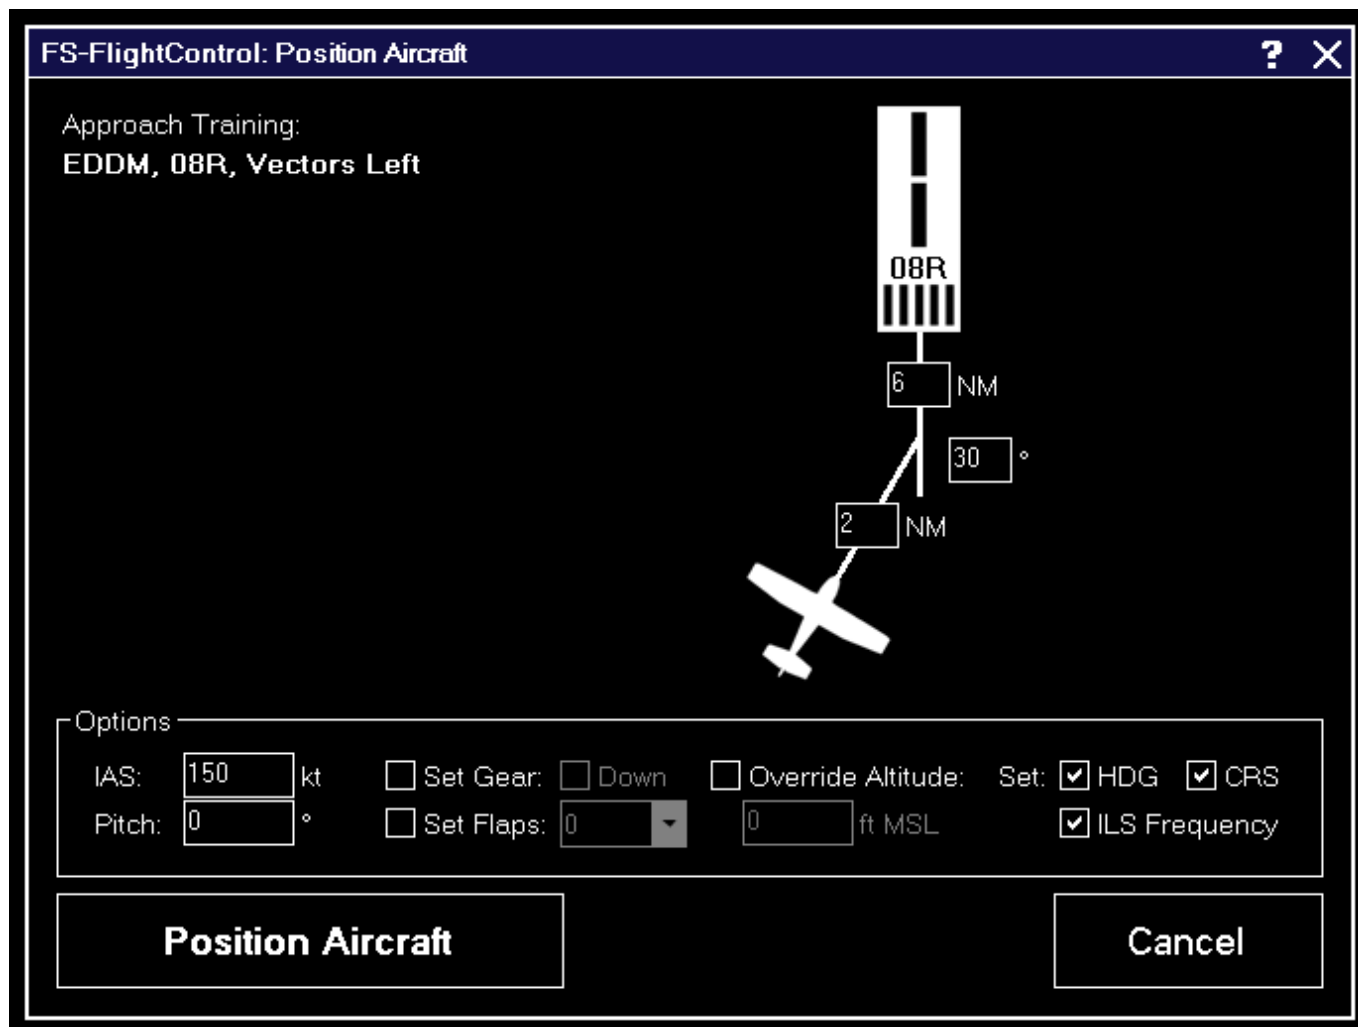 FS-FlightControl: Position Aircraft ? X
Approach Training:
EDDM, 08R, Vectors Left
08R
6 NM
30 °
2 NM
Options
IAS: 150 kt Set Gear: Down Override Altitude: Set: HDG CRS
Pitch: 0 ° Set Flaps: 0 0 ft MSL ILS Frequency
Position Aircraft Cancel